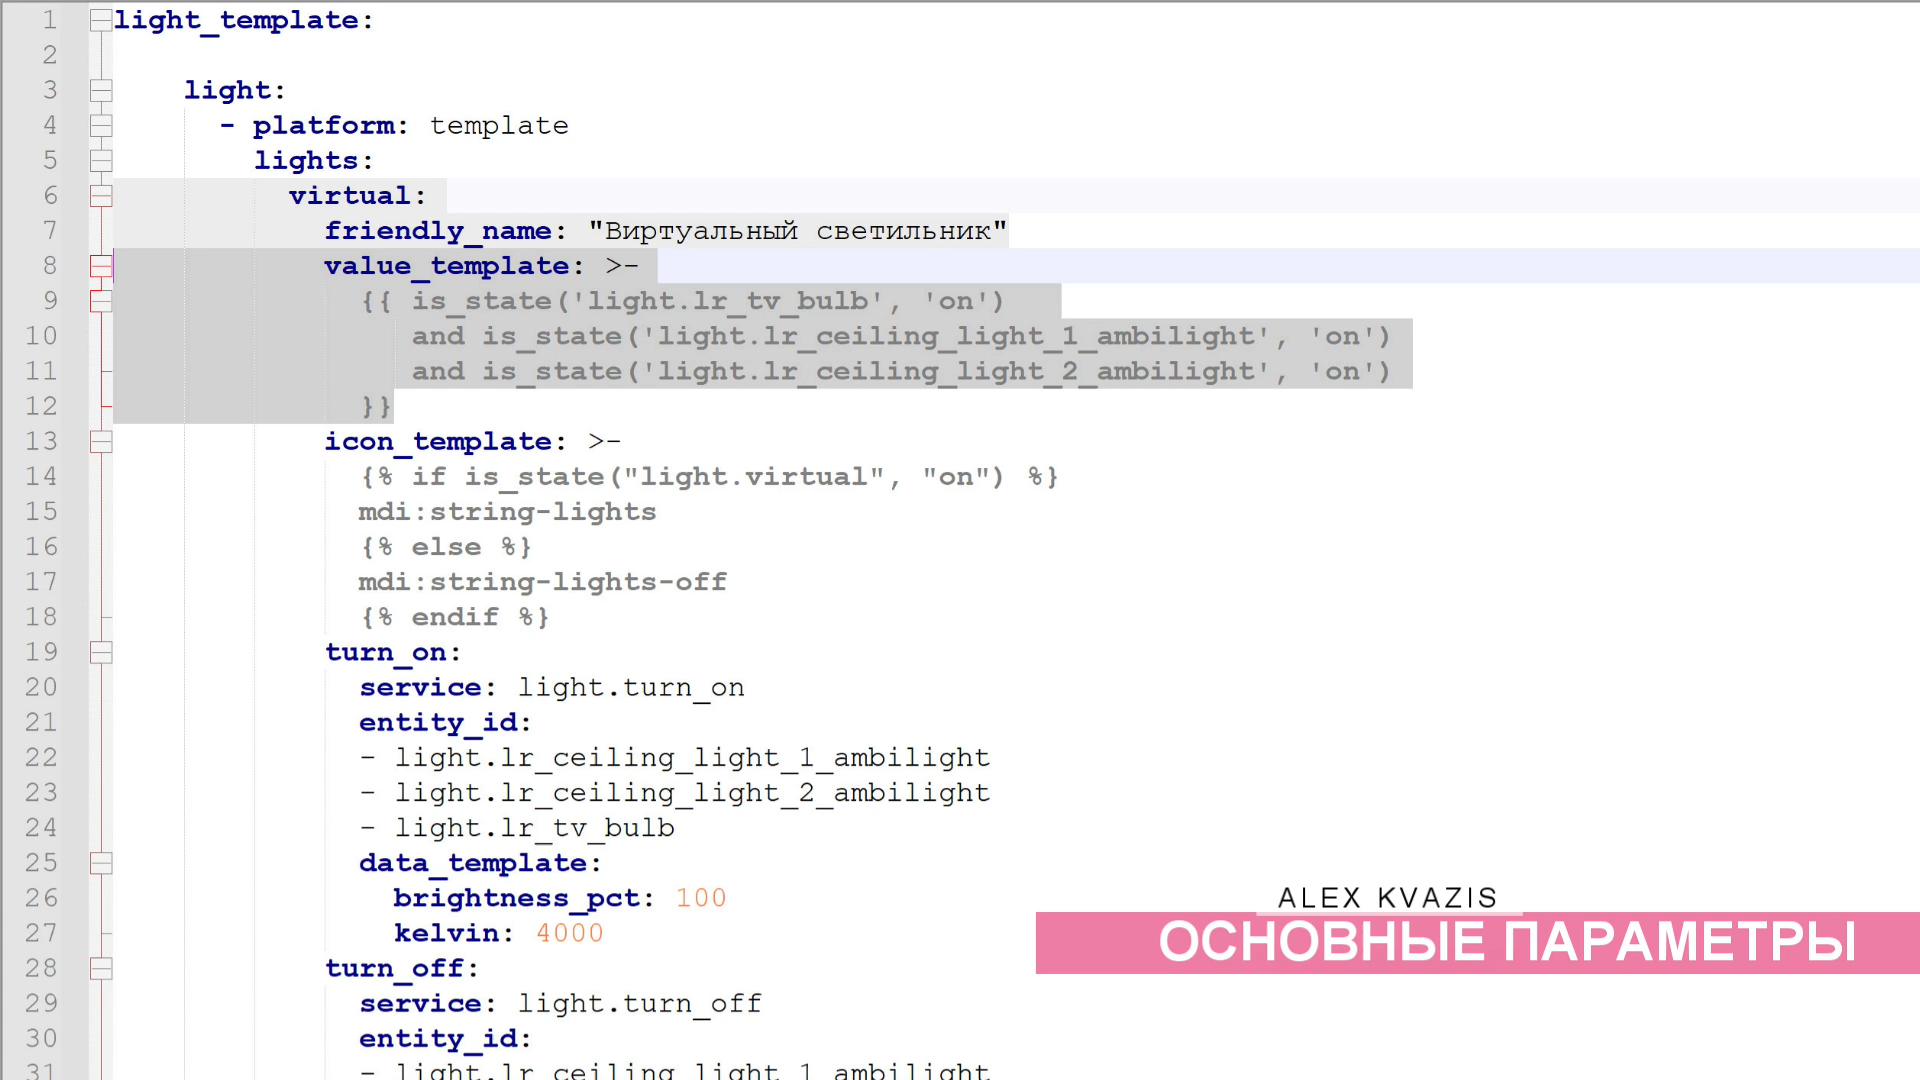 1 light_template:
2
3 light:
4 - platform: template
5 lights:
6 virtual:
7 friendly_name: "Виртуальный светильник"
8 value_template: >-
9 {{ is_state('light.lr_tv_bulb', 'on')
10 and is_state('light.lr_ceiling_light_1_ambilight', 'on')
11 and is_state('light.lr_ceiling_light_2_ambilight', 'on')
12 }}
13 icon_template: >-
14 {% if is_state("light.virtual", "on") %}
15 mdi:string-lights
16 {% else %}
17 mdi:string-lights-off
18 {% endif %}
19 turn_on:
20 service: light.turn_on
21 entity_id:
22 - light.lr_ceiling_light_1_ambilight
23 - light.lr_ceiling_light_2_ambilight
24 - light.lr_tv_bulb
25 data_template:
26 brightness_pct: 100
27 kelvin: 4000
28 turn_off:
29 service: light.turn_off
30 entity_id:
31 - light.lr_ceiling_light_1_ambilight
ALEX KVAZIS
ОСНОВНЫЕ ПАРАМЕТРЫ